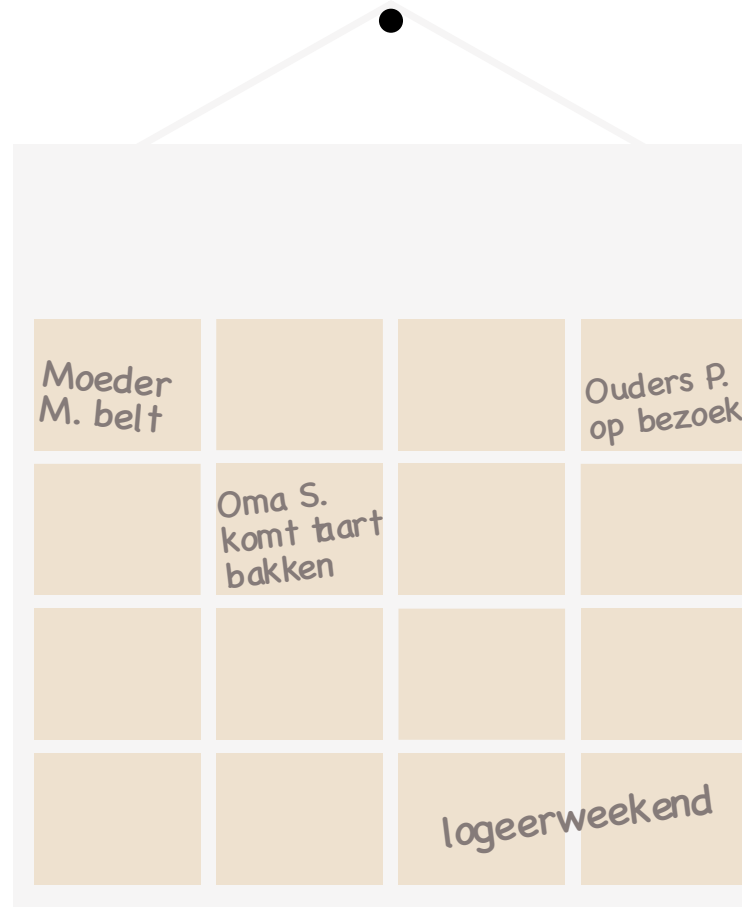 Moeder
M. belt
Ouders P.
op bezoek
Oma S.
komt taart
bakken
logeerweekend